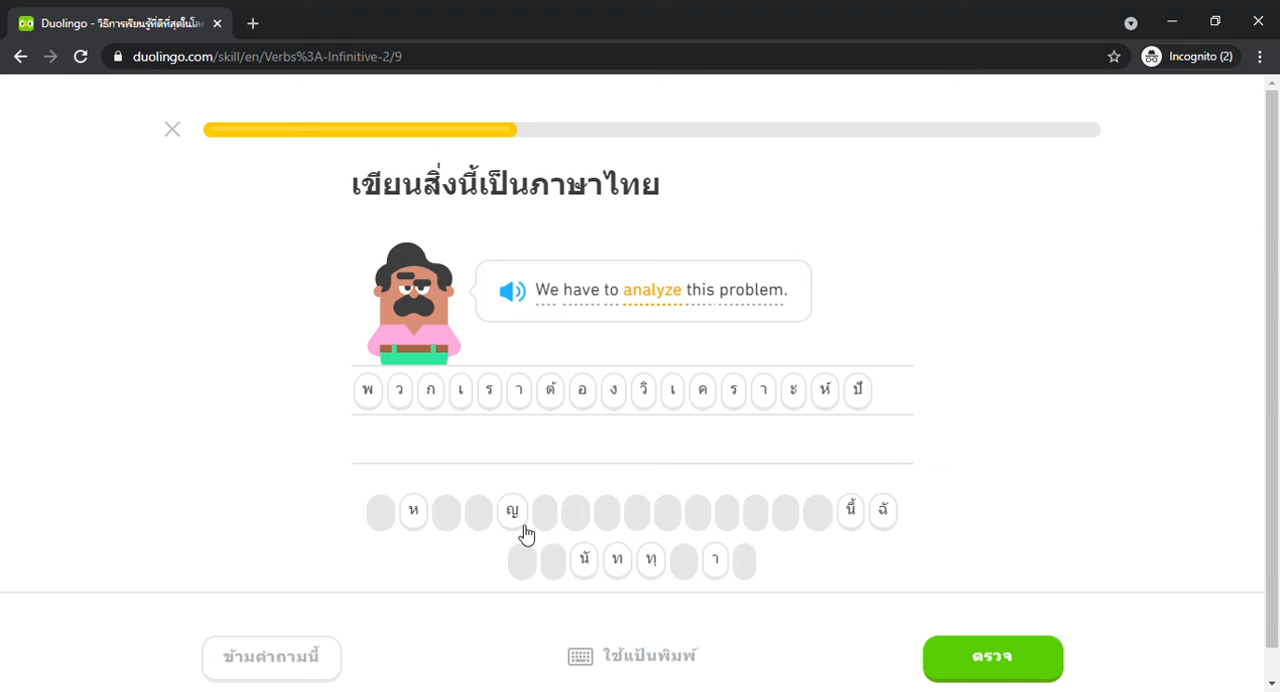 Duolingo - วิธีการเรียนรู้ที่ดีที่สุดในโล
duolingo.com/skill/en/Verbs%3A-Infinitive-2/9
Incognito (2)
เขียนสิ่งนี้เป็นภาษาไทย
We have to analyze this problem.
พ ว ก เ ร า ต้ อ ง วิ เ ค ร า ะ ห์ ปั
ห ญ นี้ ฉั
นั ท ทุ า
ข้ามคำถามนี้ ใช้แป้นพิมพ์ ตรวจ